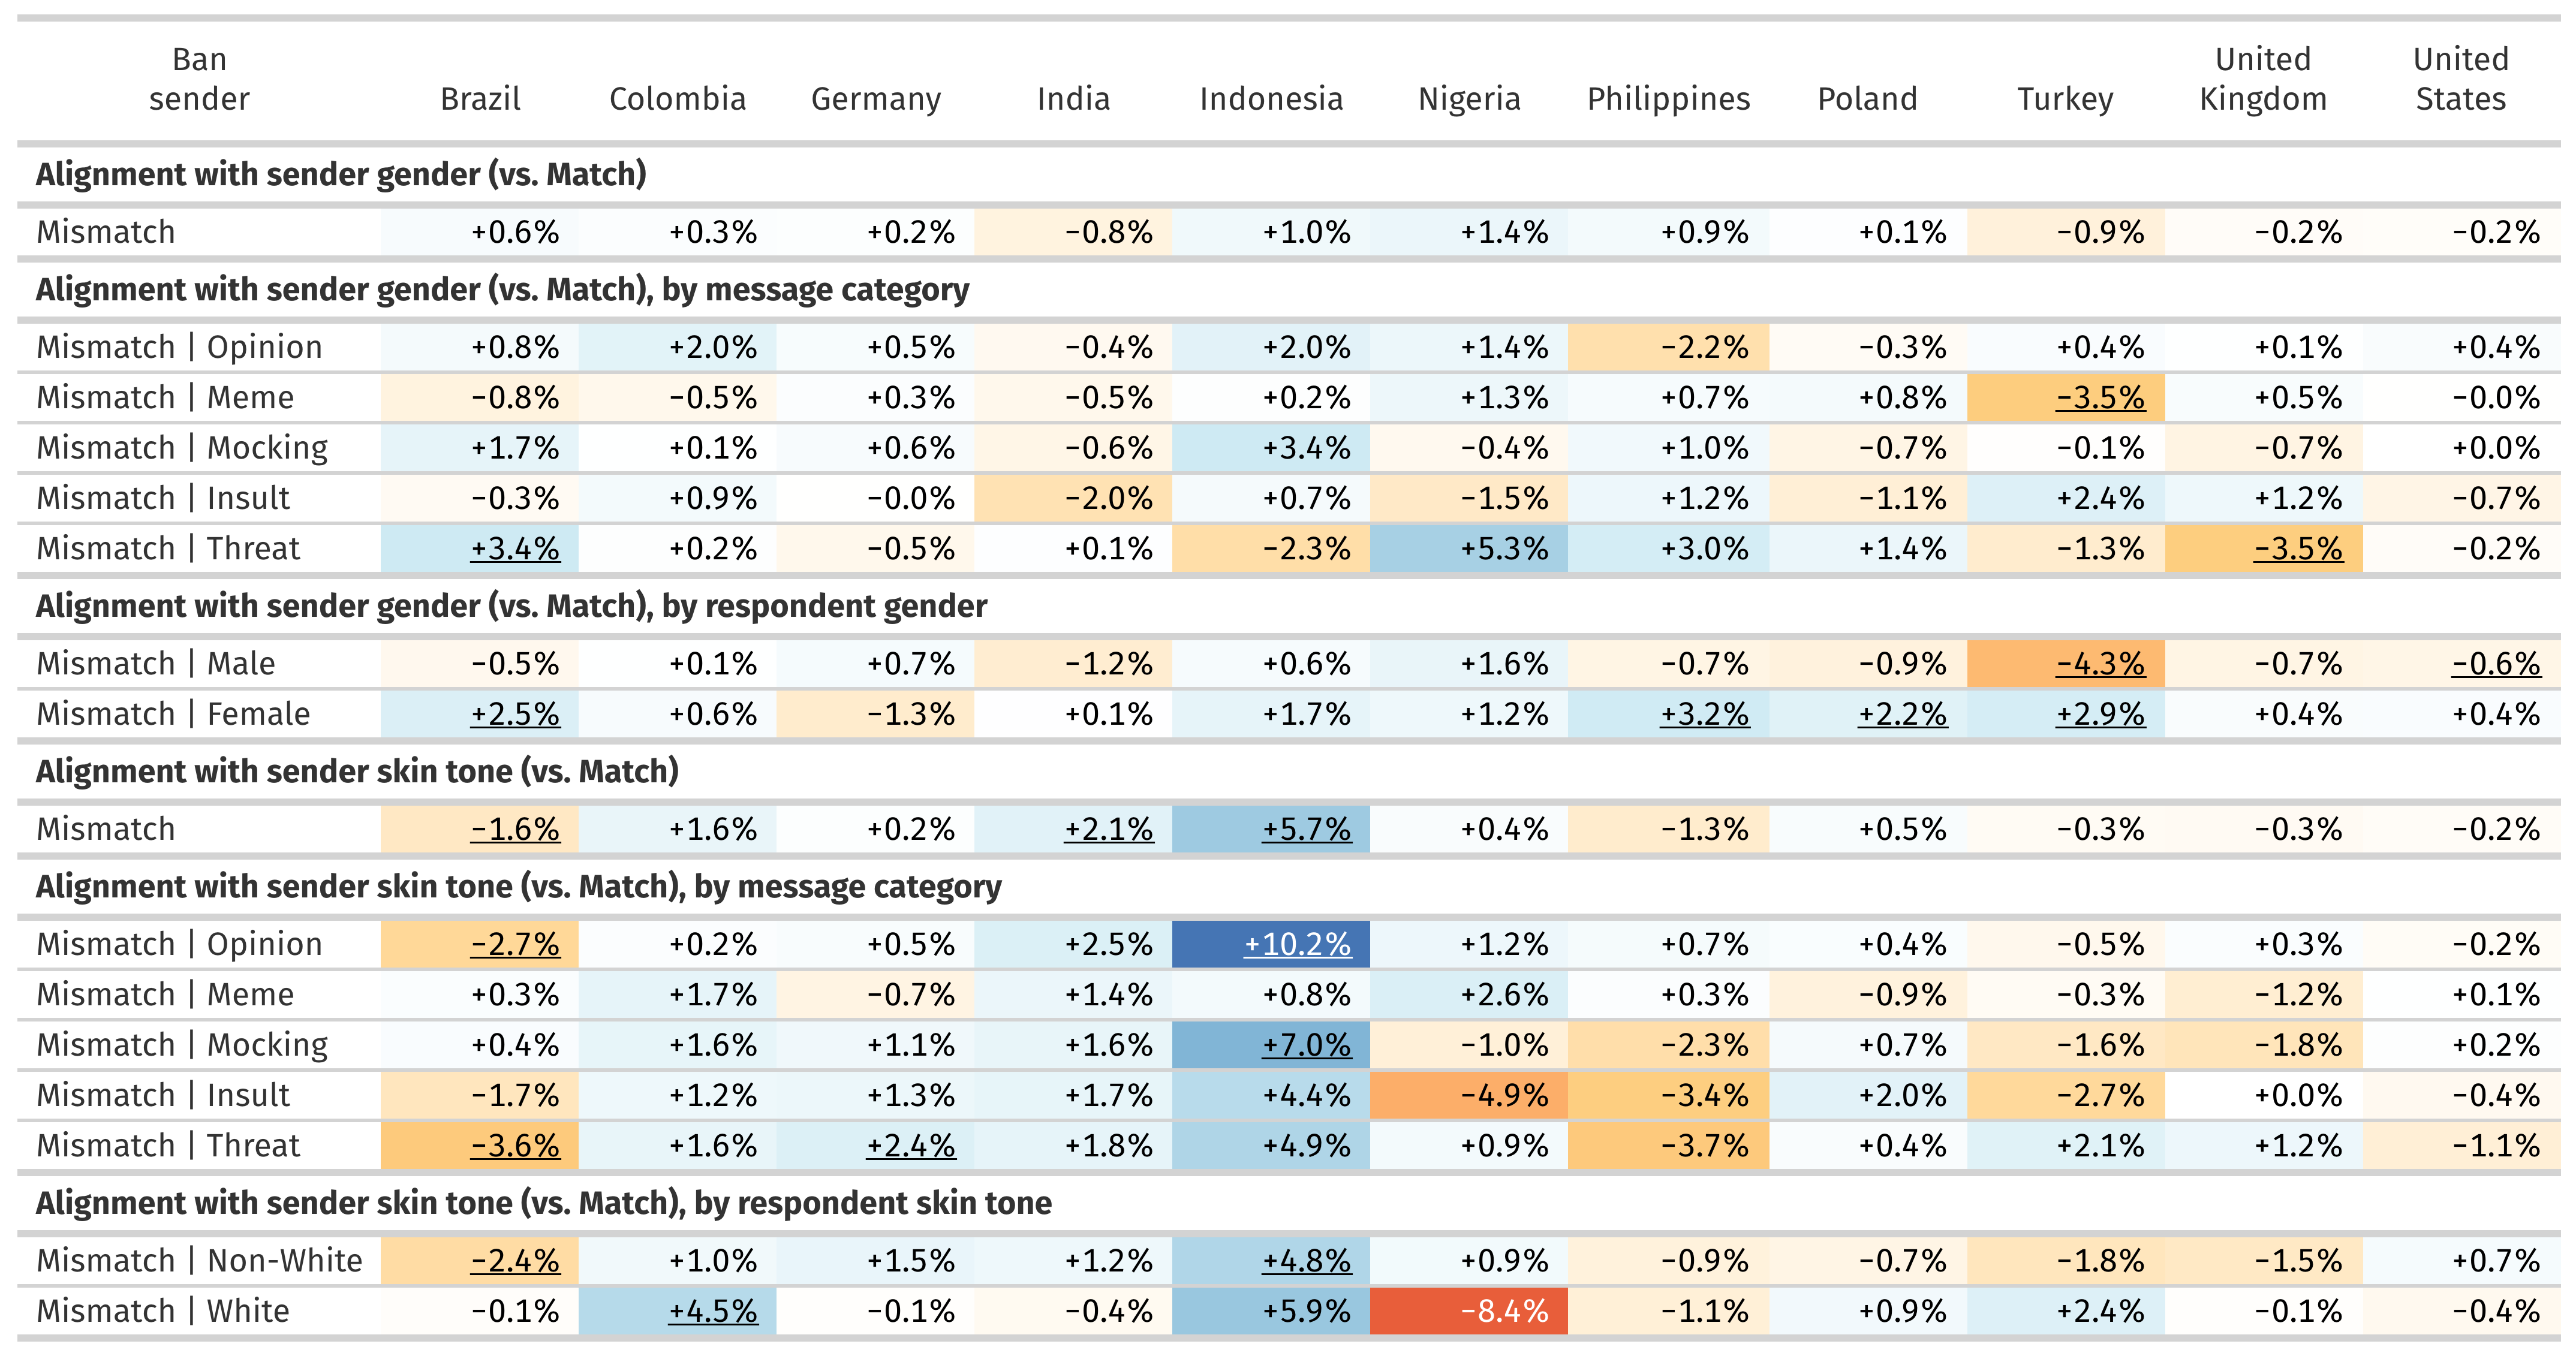 Ban sender Brazil Colombia Germany India Indonesia Nigeria Philippines Poland Turkey United Kingdom United States
Alignment with sender gender (vs. Match)
Mismatch +0.6% +0.3% +0.2% −0.8% +1.0% +1.4% +0.9% +0.1% −0.9% −0.2% −0.2%
Alignment with sender gender (vs. Match), by message category
Mismatch | Opinion +0.8% +2.0% +0.5% −0.4% +2.0% +1.4% −2.2% −0.3% +0.4% +0.1% +0.4%
Mismatch | Meme −0.8% −0.5% +0.3% −0.5% +0.2% +1.3% +0.7% +0.8% −3.5% +0.5% −0.0%
Mismatch | Mocking +1.7% +0.1% +0.6% −0.6% +3.4% −0.4% +1.0% −0.7% −0.1% −0.7% +0.0%
Mismatch | Insult −0.3% +0.9% −0.0% −2.0% +0.7% −1.5% +1.2% −1.1% +2.4% +1.2% −0.7%
Mismatch | Threat +3.4% +0.2% −0.5% +0.1% −2.3% +5.3% +3.0% +1.4% −1.3% −3.5% −0.2%
Alignment with sender gender (vs. Match), by respondent gender
Mismatch | Male −0.5% +0.1% +0.7% −1.2% +0.6% +1.6% −0.7% −0.9% −4.3% −0.7% −0.6%
Mismatch | Female +2.5% +0.6% −1.3% +0.1% +1.7% +1.2% +3.2% +2.2% +2.9% +0.4% +0.4%
Alignment with sender skin tone (vs. Match)
Mismatch −1.6% +1.6% +0.2% +2.1% +5.7% +0.4% −1.3% +0.5% −0.3% −0.3% −0.2%
Alignment with sender skin tone (vs. Match), by message category
Mismatch | Opinion −2.7% +0.2% +0.5% +2.5% +10.2% +1.2% +0.7% +0.4% −0.5% +0.3% −0.2%
Mismatch | Meme +0.3% +1.7% −0.7% +1.4% +0.8% +2.6% +0.3% −0.9% −0.3% −1.2% +0.1%
Mismatch | Mocking +0.4% +1.6% +1.1% +1.6% +7.0% −1.0% −2.3% +0.7% −1.6% −1.8% +0.2%
Mismatch | Insult −1.7% +1.2% +1.3% +1.7% +4.4% −4.9% −3.4% +2.0% −2.7% +0.0% −0.4%
Mismatch | Threat −3.6% +1.6% +2.4% +1.8% +4.9% +0.9% −3.7% +0.4% +2.1% +1.2% −1.1%
Alignment with sender skin tone (vs. Match), by respondent skin tone
Mismatch | Non-White −2.4% +1.0% +1.5% +1.2% +4.8% +0.9% −0.9% −0.7% −1.8% −1.5% +0.7%
Mismatch | White −0.1% +4.5% −0.1% −0.4% +5.9% −8.4% −1.1% +0.9% +2.4% −0.1% −0.4%